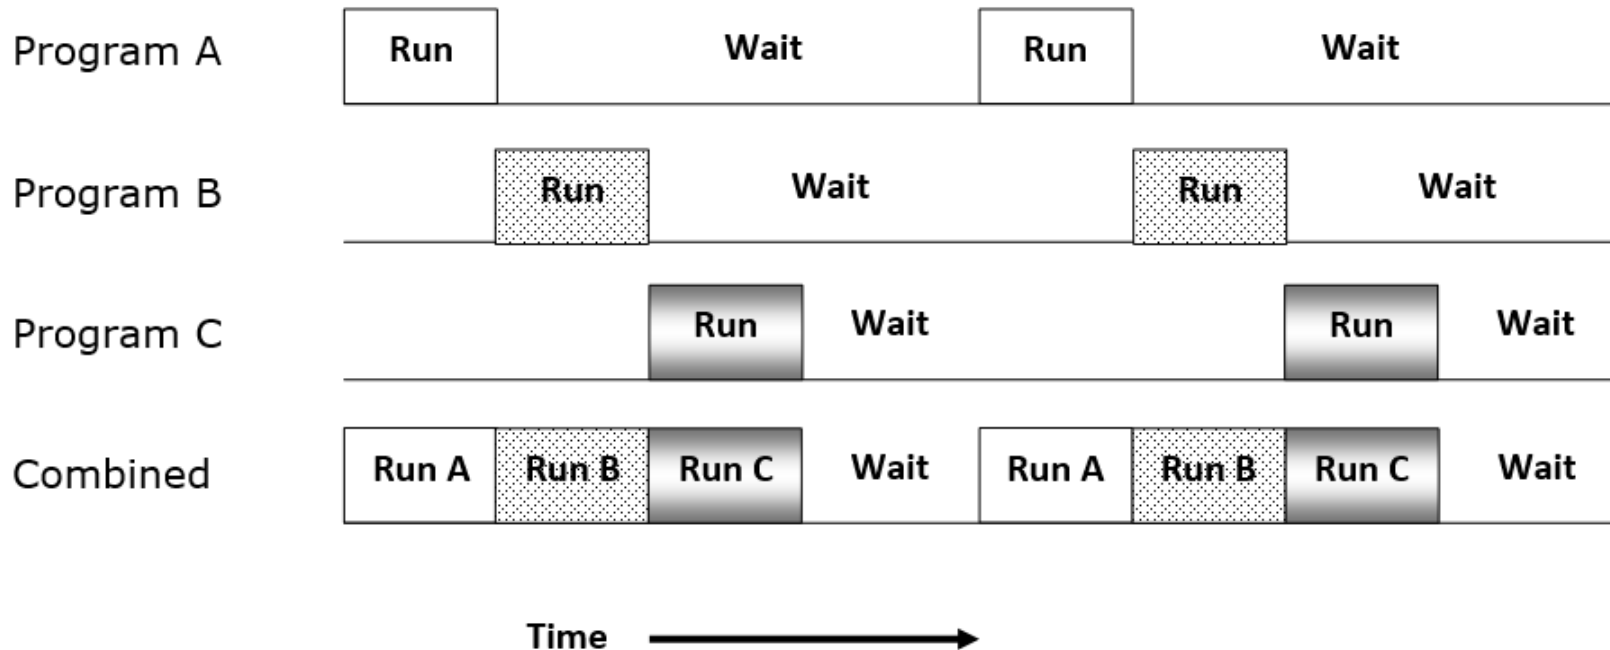 Program A Run Wait Run Wait
Program B Run Wait Run Wait
Program C Run Wait Run Wait
Combined Run A Run B Run C Wait Run A Run B Run C Wait
Time